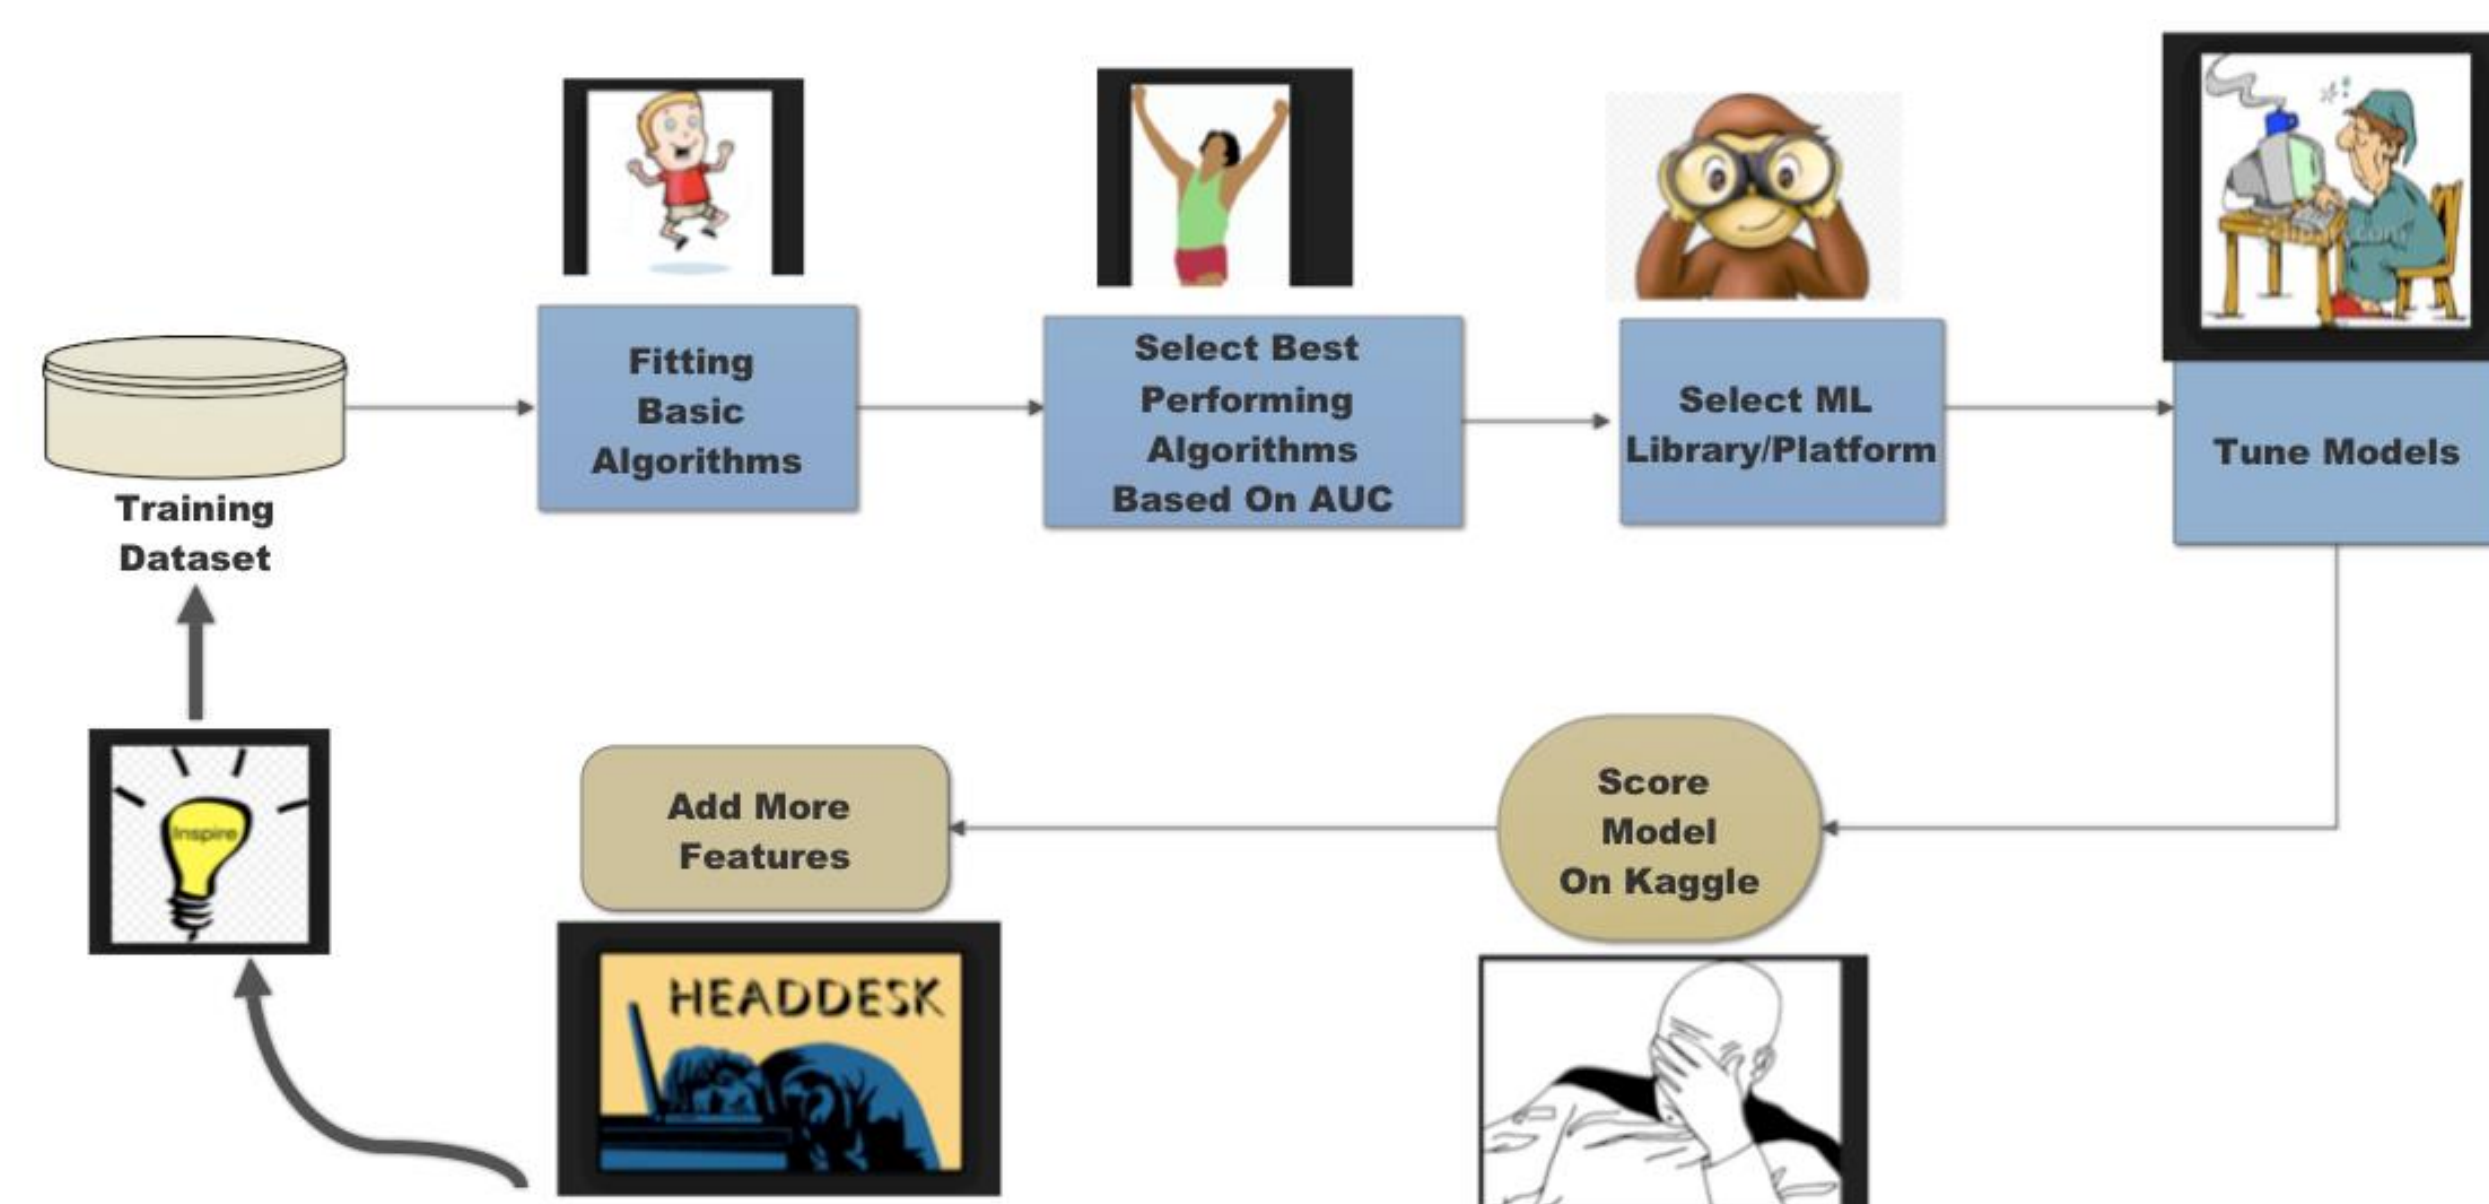 Fitting
Basic
Algorithms
Select Best
Performing
Algorithms
Based On AUC
Select ML
Library/Platform
Tune Models
Training
Dataset
Inspire
Add More
Features
Score
Model
On Kaggle
HEADDESK